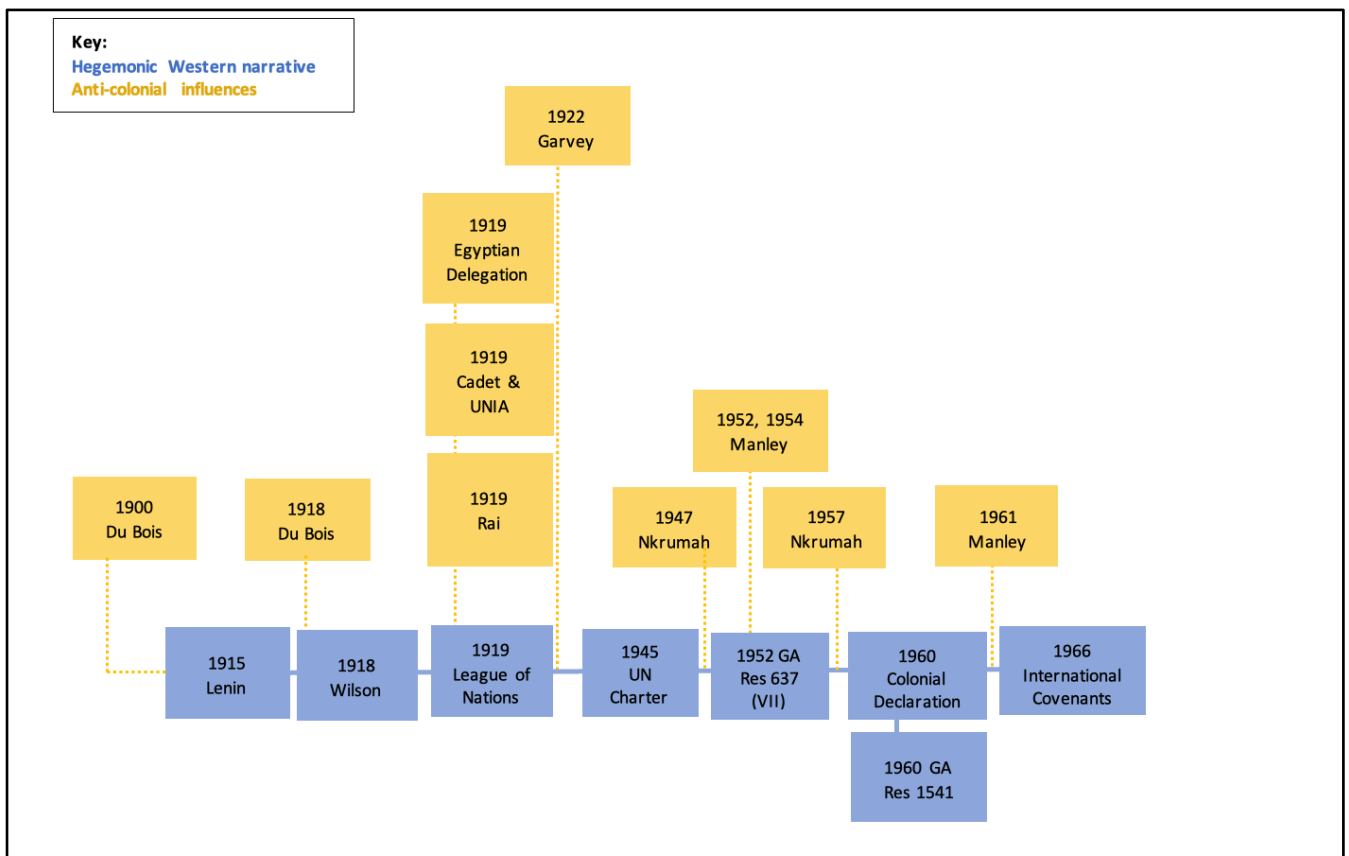 Key:
Hegemonic Western narrative
Anti-colonial influences
1922
Garvey
1919
Egyptian
Delegation
1919
Cadet &
UNIA
1952, 1954
Manley
1900
Du Bois
1918
Du Bois
1919
Rai
1947
Nkrumah
1957
Nkrumah
1961
Manley
1915
Lenin
1918
Wilson
1919
League of
Nations
1945
UN
Charter
1952 GA
Res 637
(VII)
1960
Colonial
Declaration
1966
International
Covenants
1960 GA
Res 1541